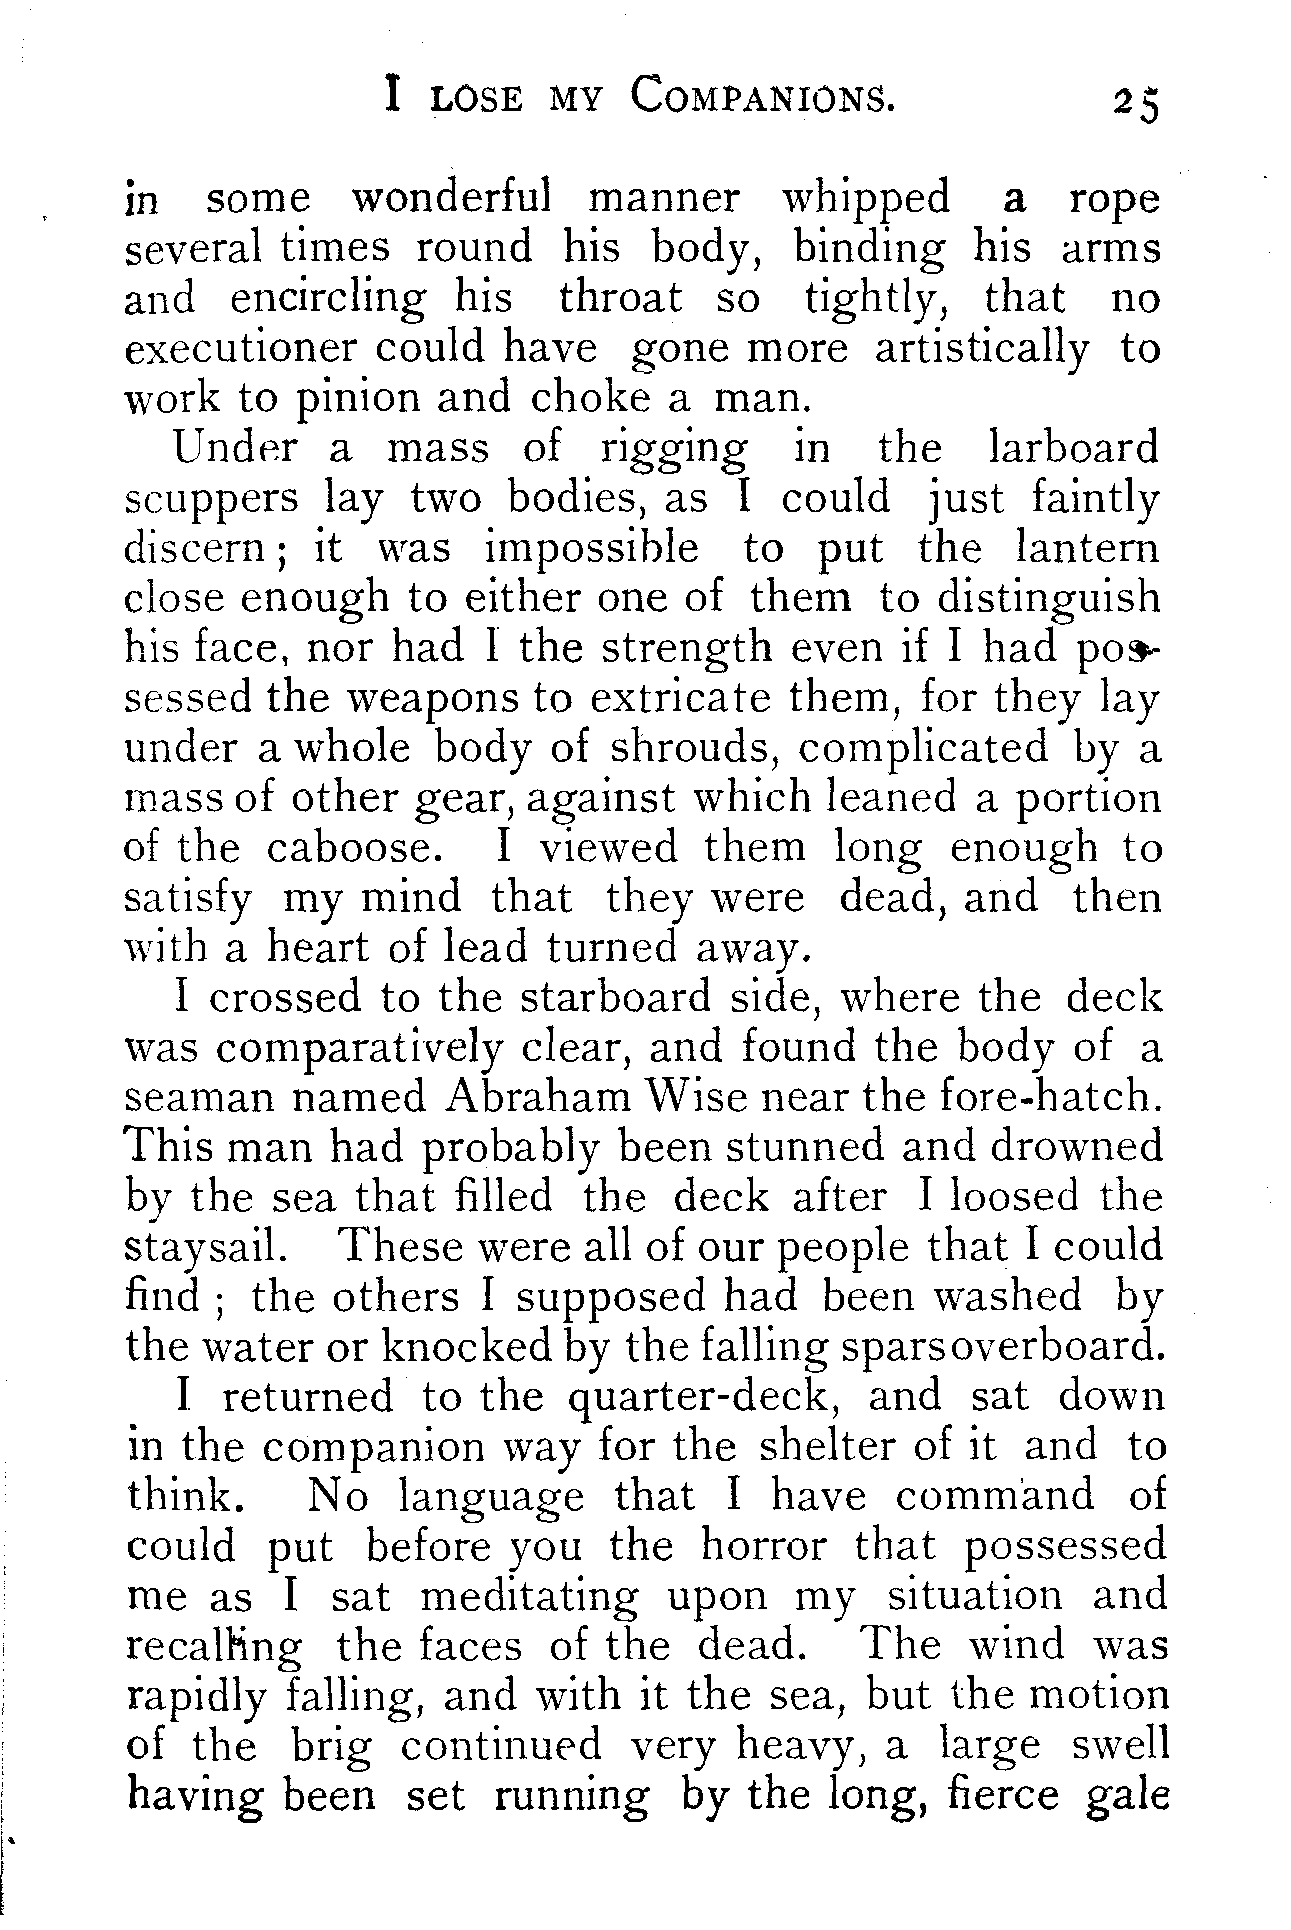 I LOSE MY COMPANIONS. 25
in some wonderful manner whipped a rope
several times round his body, binding his arms
and encircling his throat so tightly, that no
executioner could have gone more artistically to
work to pinion and choke a man.
Under a mass of rigging in the larboard
scuppers lay two bodies, as I could just faintly
discern ; it was impossible to put the lantern
close enough to either one of them to distinguish
his face, nor had I the strength even if I had pos-
sessed the weapons to extricate them, for they lay
under a whole body of shrouds, complicated by a
mass of other gear, against which leaned a portion
of the caboose. I viewed them long enough to
satisfy my mind that they were dead, and then
with a heart of lead turned away.
I crossed to the starboard side, where the deck
was comparatively clear, and found the body of a
seaman named Abraham Wise near the fore-hatch.
This man had probably been stunned and drowned
by the sea that filled the deck after I loosed the
staysail. These were all of our people that I could
find ; the others I supposed had been washed by
the water or knocked by the falling spars overboard.
I returned to the quarter-deck, and sat down
in the companion way for the shelter of it and to
think. No language that I have command of
could put before you the horror that possessed
me as I sat meditating upon my situation and
recalling the faces of the dead. The wind was
rapidly falling, and with it the sea, but the motion
of the brig continued very heavy, a large swell
having been set running by the long, fierce gale